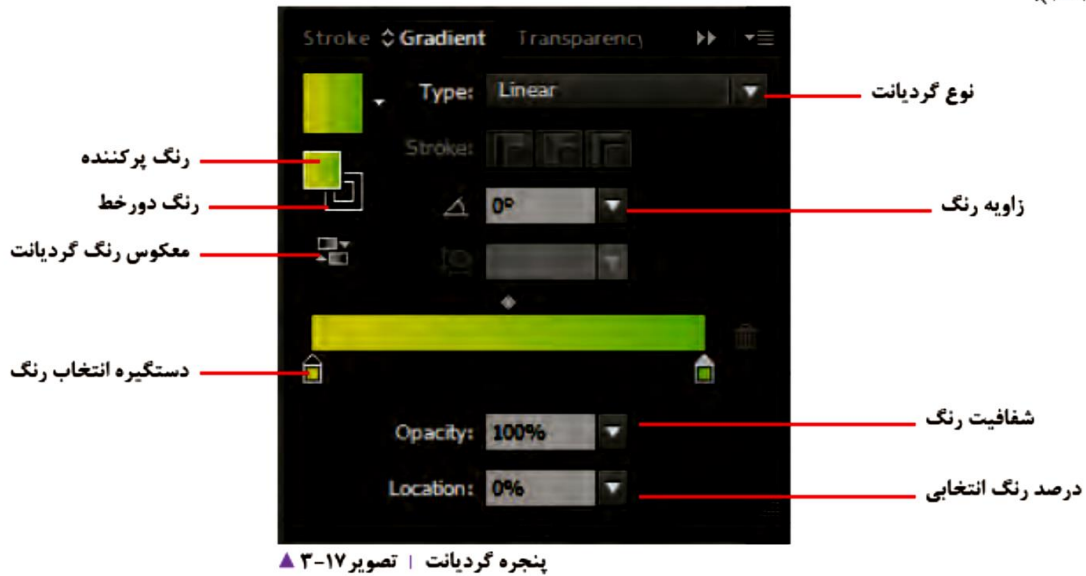 Stroke Gradient Transparency
Type: Linear
نوع گردیانت
Stroke:
رنگ پرکننده
رنگ دورخط
0°
زاویه رنگ
معکوس رنگ گردیانت
دستگیره انتخاب رنگ
Opacity: 100%
شفافیت رنگ
Location: 0%
درصد رنگ انتخابی
پنجره گردیانت | تصویر ۱۷-۳